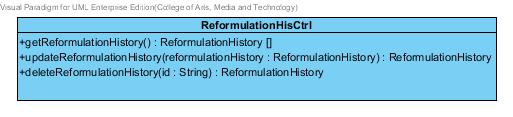 Visual Paradigm for UML Enterprise Edition(College of Arts, Media and Technology)
ReformulationHisCtrl
+getReformulationHistory() : ReformulationHistory []
+updateReformulationHistory(reformulationHistory : ReformulationHistory) : ReformulationHistory
+deleteReformulationHistory(id : String) : ReformulationHistory